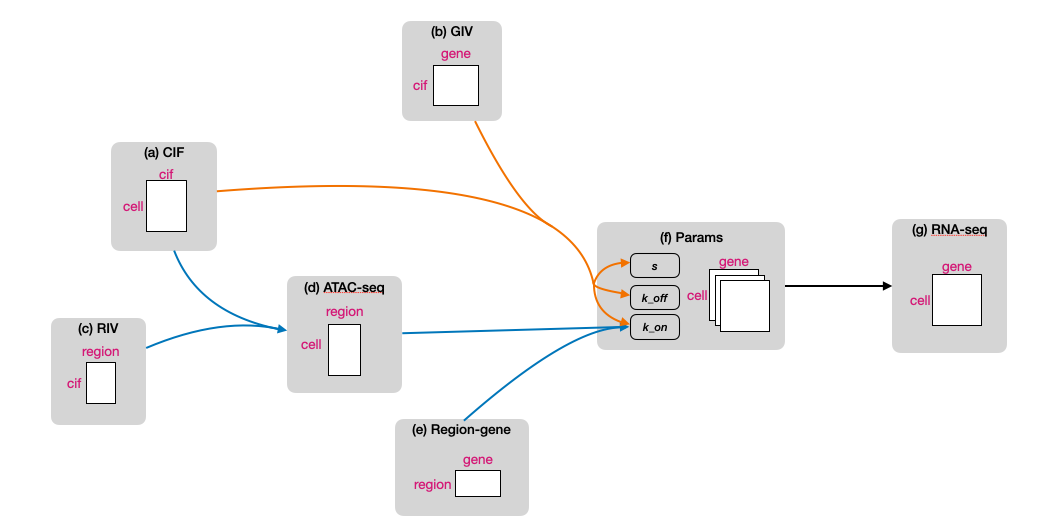 (b) GIV
gene
cif
(a) CIF
cif
cell
(c) RIV
region
cif
(d) ATAC-seq
region
cell
(e) Region-gene
gene
region
(f) Params
s
k_off
k_on
gene
cell
(g) RNA-seq
gene
cell